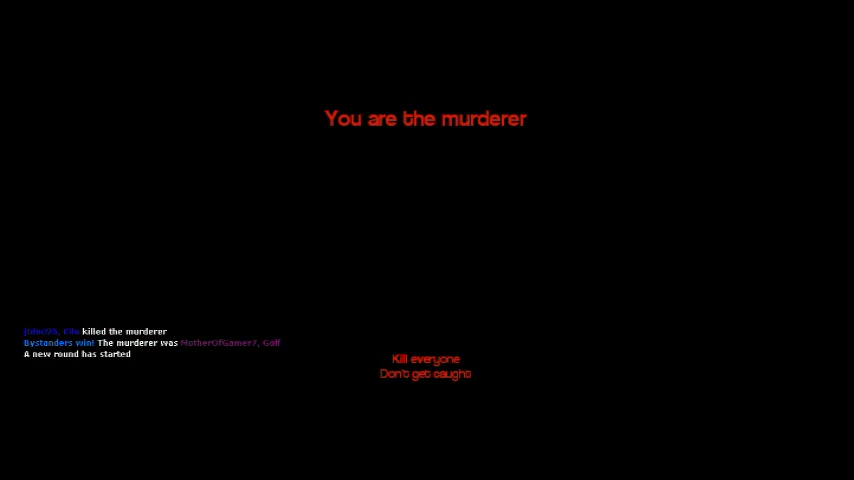 You are the murderer
killed the murderer
Bystanders win! The murderer was MotherOfGamer7, Golf
A new round has started
Kill everyone
Don't get caught